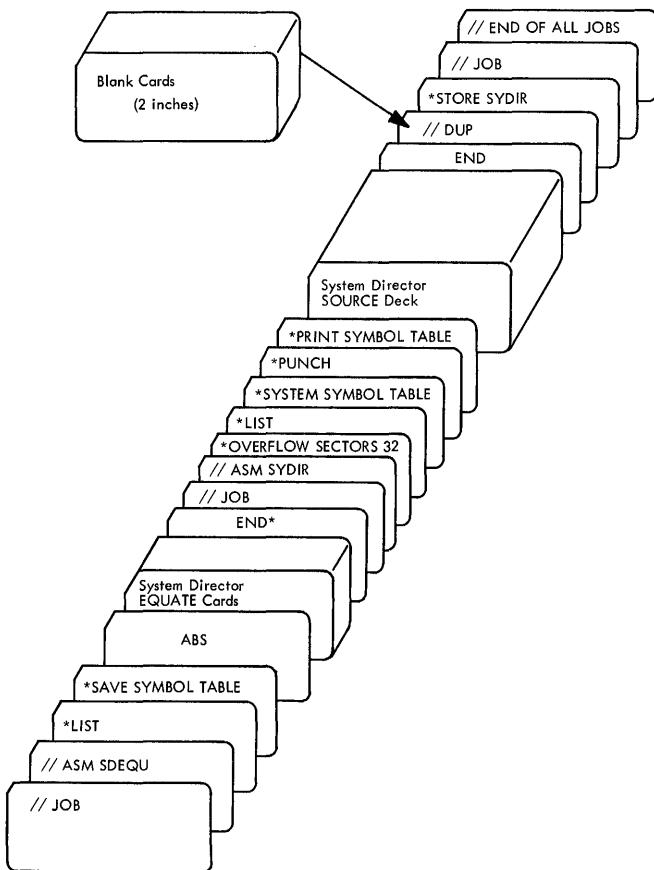 // END OF ALL JOBS
// JOB
*STORE SYDIR
Blank Cards
(2 inches)
// DUP
END
System Director
SOURCE Deck
*PRINT SYMBOL TABLE
*PUNCH
*SYSTEM SYMBOL TABLE
*LIST
*OVERFLOW SECTORS 32
// ASM SYDIR
// JOB
END*
System Director
EQUATE Cards
ABS
*SAVE SYMBOL TABLE
*LIST
// ASM SDEQU
// JOB